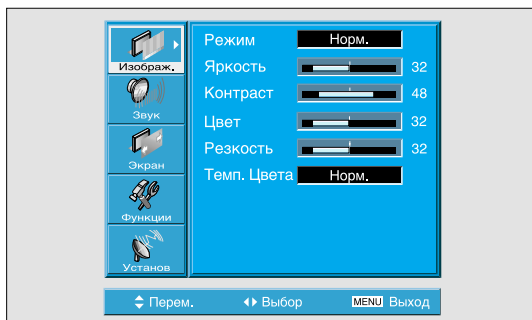 Изображ.
Звук
Экран
Функции
Установ
Режим Норм.
Яркость 32
Контраст 48
Цвет 32
Резкость 32
Темп. Цвета Норм.
Перем. Выбор MENU Выход